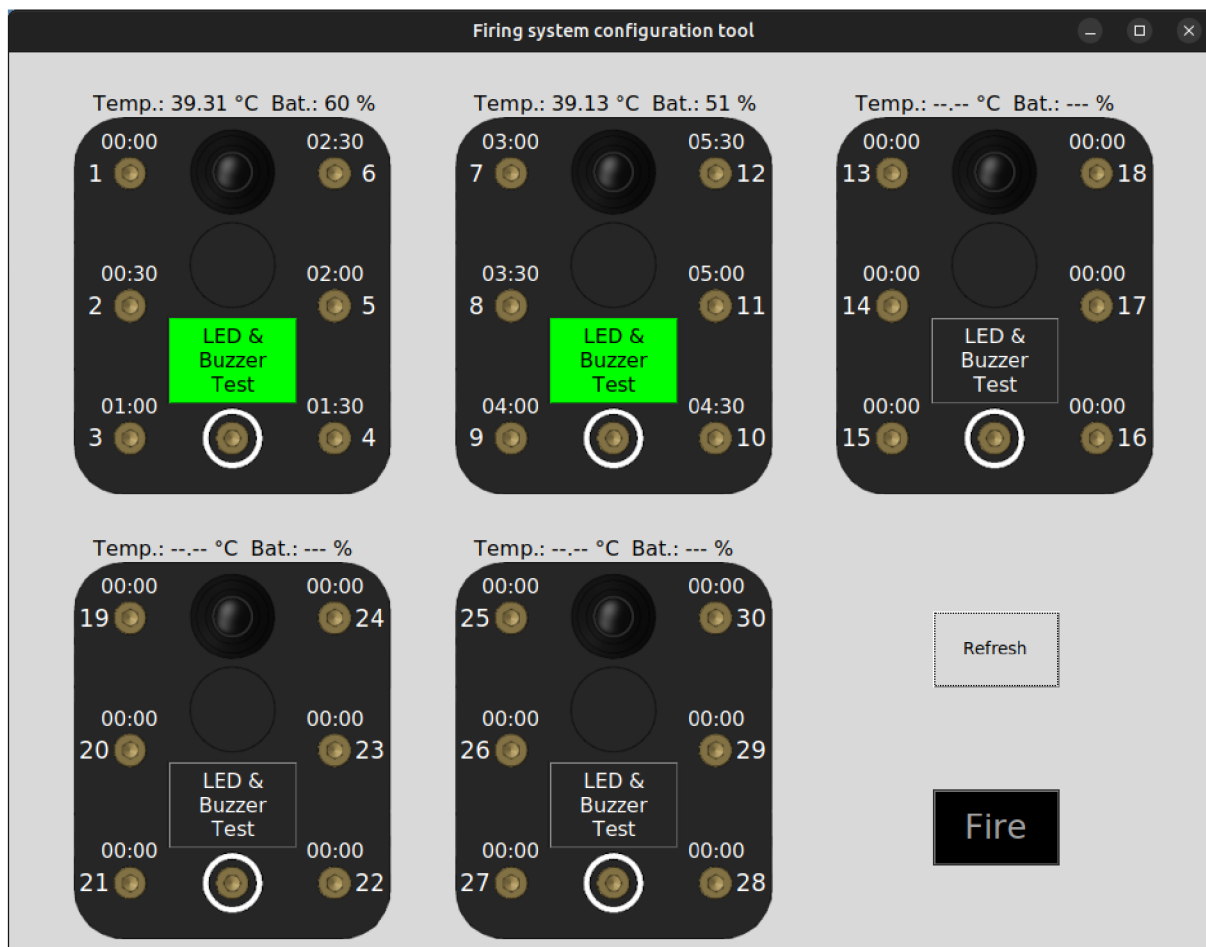 Firing system configuration tool
Temp.: 39.31 °C  Bat.: 60 %
00:00 02:30
1 6
00:30 02:00
2 5
LED &
Buzzer
Test
01:00 01:30
3 4
Temp.: 39.13 °C  Bat.: 51 %
03:00 05:30
7 12
03:30 05:00
8 11
LED &
Buzzer
Test
04:00 04:30
9 10
Temp.: --.-- °C  Bat.: --- %
00:00 00:00
13 18
00:00 00:00
14 17
LED &
Buzzer
Test
00:00 00:00
15 16
Temp.: --.-- °C  Bat.: --- %
00:00 00:00
19 24
00:00 00:00
20 23
LED &
Buzzer
Test
00:00 00:00
21 22
Temp.: --.-- °C  Bat.: --- %
00:00 00:00
25 30
00:00 00:00
26 29
LED &
Buzzer
Test
00:00 00:00
27 28
Refresh
Fire